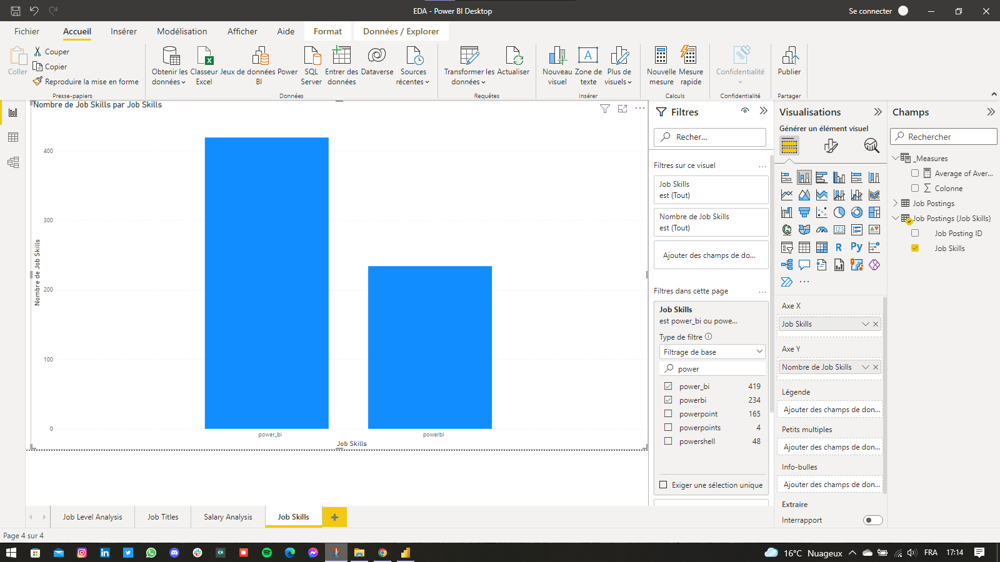 EDA - Power BI Desktop
Se connecter
Fichier
Accueil
Insérer
Modélisation
Afficher
Aide
Format
Données / Explorer
Coller
Couper
Copier
Reproduire la mise en forme
Presse-papiers
Obtenir les
données
Classeur
Excel
Jeux de données Power
BI
SQL
Server
Entrer des
données
Dataverse
Sources
récentes
Données
Transformer les
données
Actualiser
Requêtes
Nouveau
visuel
Zone de
texte
Plus de
visuels
Insérer
Nouvelle
mesure
Mesure
rapide
Calculs
Confidentialité
Confidentialité
Publier
Partager
Nombre de Job Skills par Job Skills
Nombre de Job Skills
400
300
200
100
0
power_bi
powerbi
Job Skills
Filtres
Recher...
Filtres sur ce visuel
Job Skills
est (Tout)
Nombre de Job Skills
est (Tout)
Ajouter des champs de do...
Filtres dans cette page
Job Skills
est power_bi ou powe...
Type de filtre
Filtrage de base
power
power_bi 419
powerbi 234
powerpoint 165
powerpoints 4
powershell 48
Exiger une sélection unique
Visualisations
Générer un élément visuel
123
R
Py
Axe X
Job Skills
Axe Y
Nombre de Job Skills
Légende
Ajouter des champs de don...
Petits multiples
Ajouter des champs de don...
Info-bulles
Ajouter des champs de don...
Extraire
Interrapport
Champs
Rechercher
_Measures
Average of Aver...
Colonne
Job Postings
Job Postings (Job Skills)
Job Posting ID
Job Skills
Job Level Analysis
Job Titles
Salary Analysis
Job Skills
Page 4 sur 4
16°C Nuageux
FRA
17:14